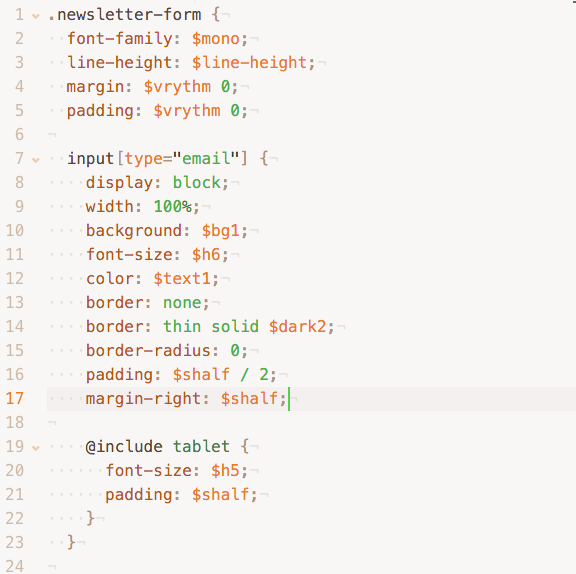 1 .newsletter-form {
2   font-family: $mono;
3   line-height: $line-height;
4   margin: $vrythm 0;
5   padding: $vrythm 0;
6
7   input[type="email"] {
8     display: block;
9     width: 100%;
10     background: $bg1;
11     font-size: $h6;
12     color: $text1;
13     border: none;
14     border: thin solid $dark2;
15     border-radius: 0;
16     padding: $shalf / 2;
17     margin-right: $shalf;
18
19     @include tablet {
20       font-size: $h5;
21       padding: $shalf;
22     }
23   }
24